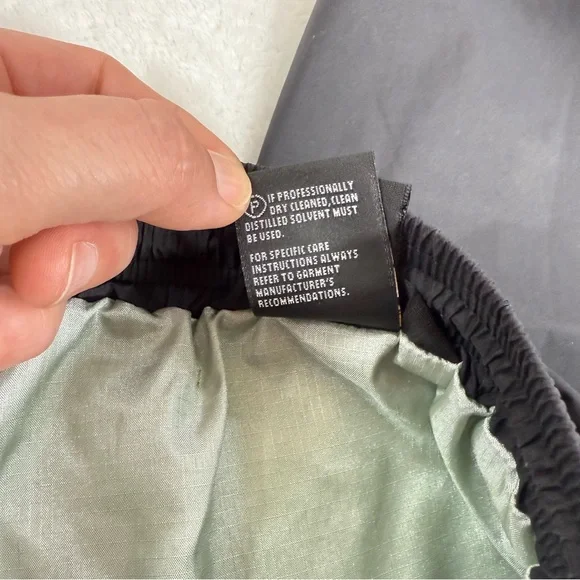 Ⓟ IF PROFESSIONALLY
DRY CLEANED, CLEAN
DISTILLED SOLVENT MUST
BE USED.
FOR SPECIFIC CARE
INSTRUCTIONS ALWAYS
REFER TO GARMENT
MANUFACTURER'S
RECOMMENDATIONS.